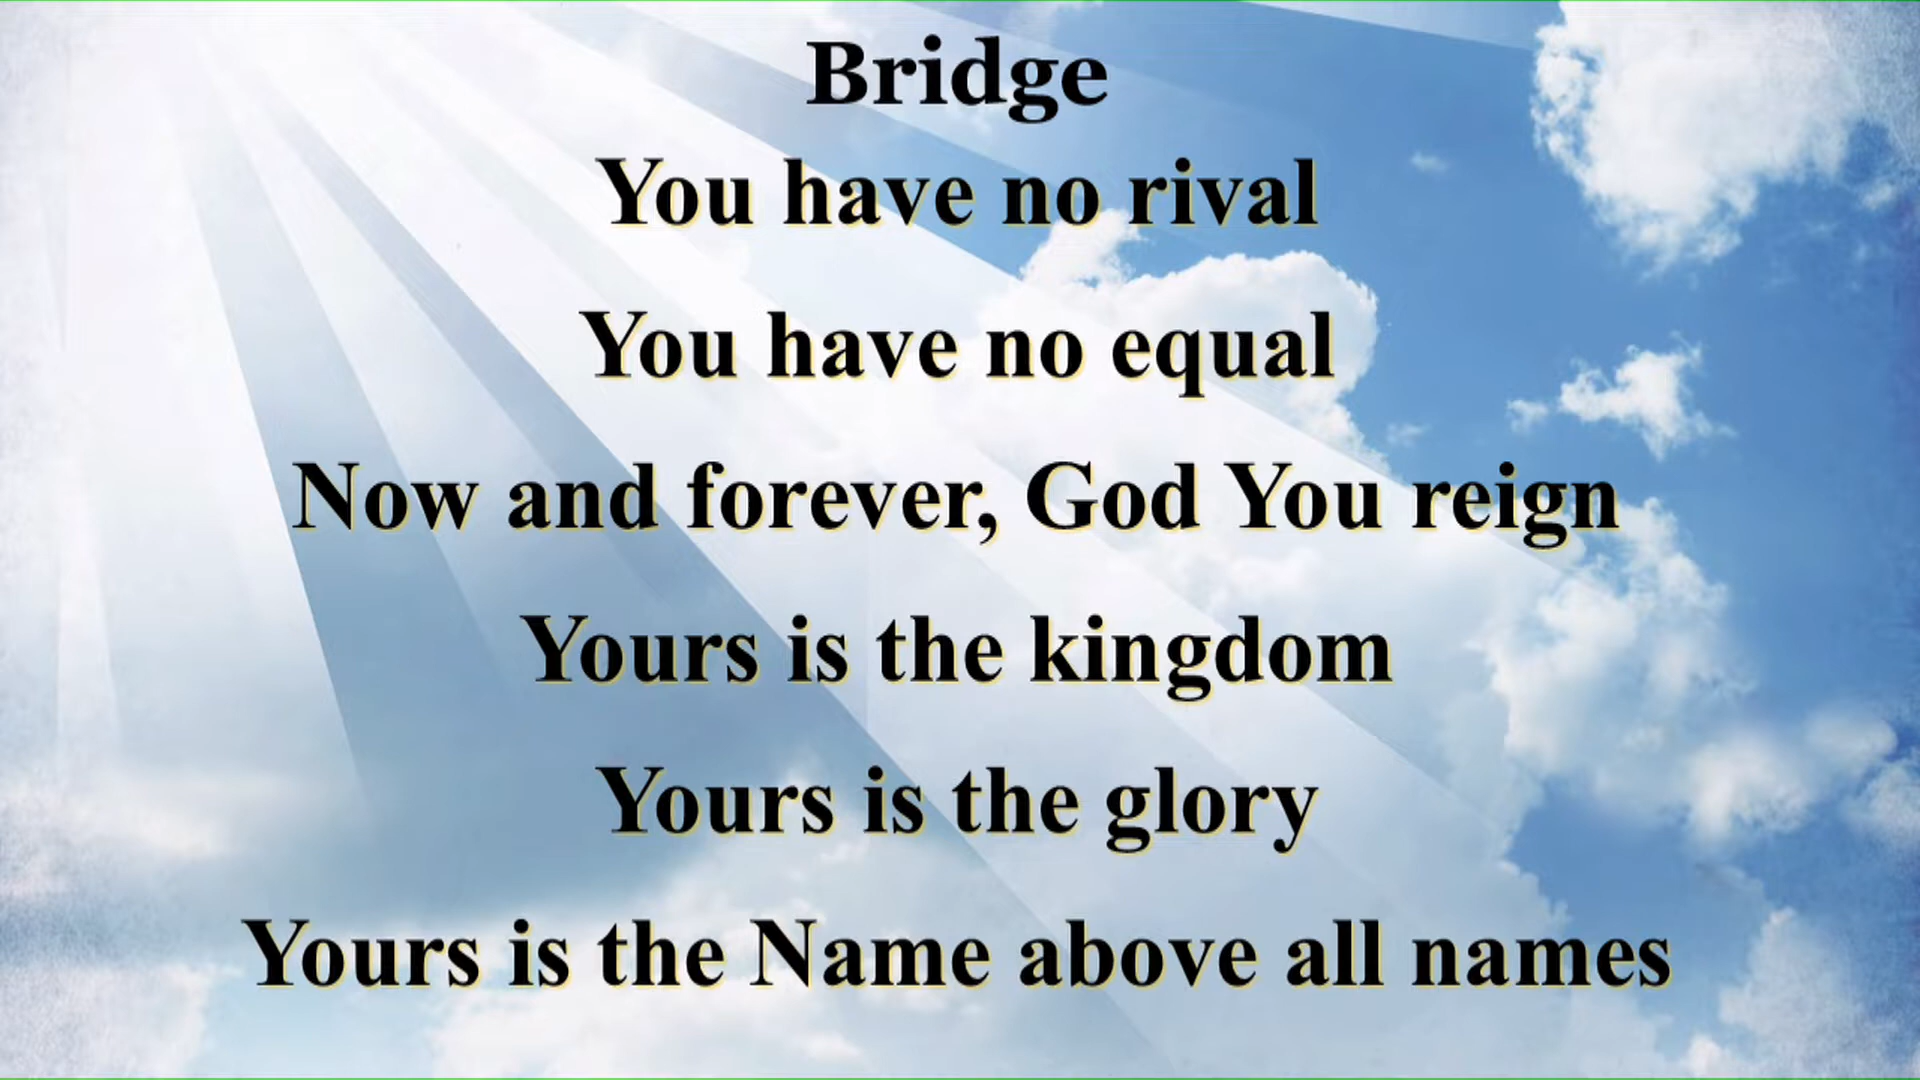 Bridge
You have no rival
You have no equal
Now and forever, God You reign
Yours is the kingdom
Yours is the glory
Yours is the Name above all names